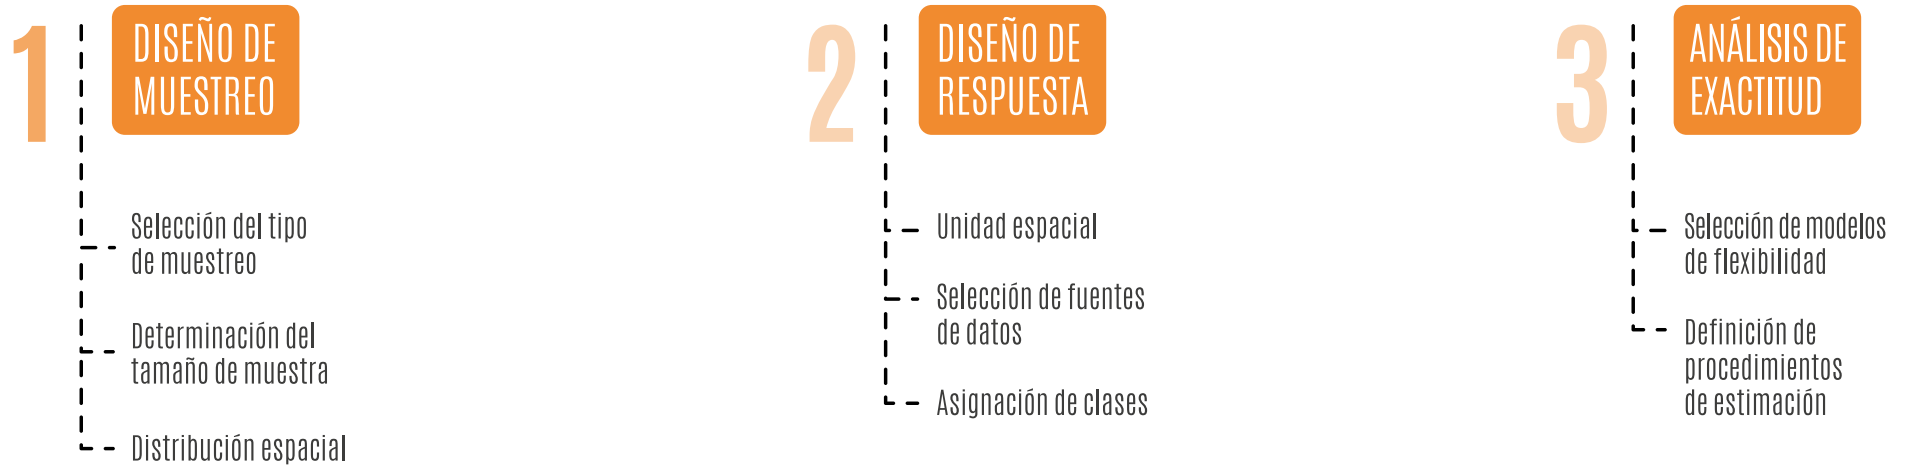 1
DISEÑO DE
MUESTREO
Selección del tipo
de muestreo
Determinación del
tamaño de muestra
Distribución espacial
2
DISEÑO DE
RESPUESTA
Unidad espacial
Selección de fuentes
de datos
Asignación de clases
3
ANÁLISIS DE
EXACTITUD
Selección de modelos
de flexibilidad
Definición de
procedimientos
de estimación